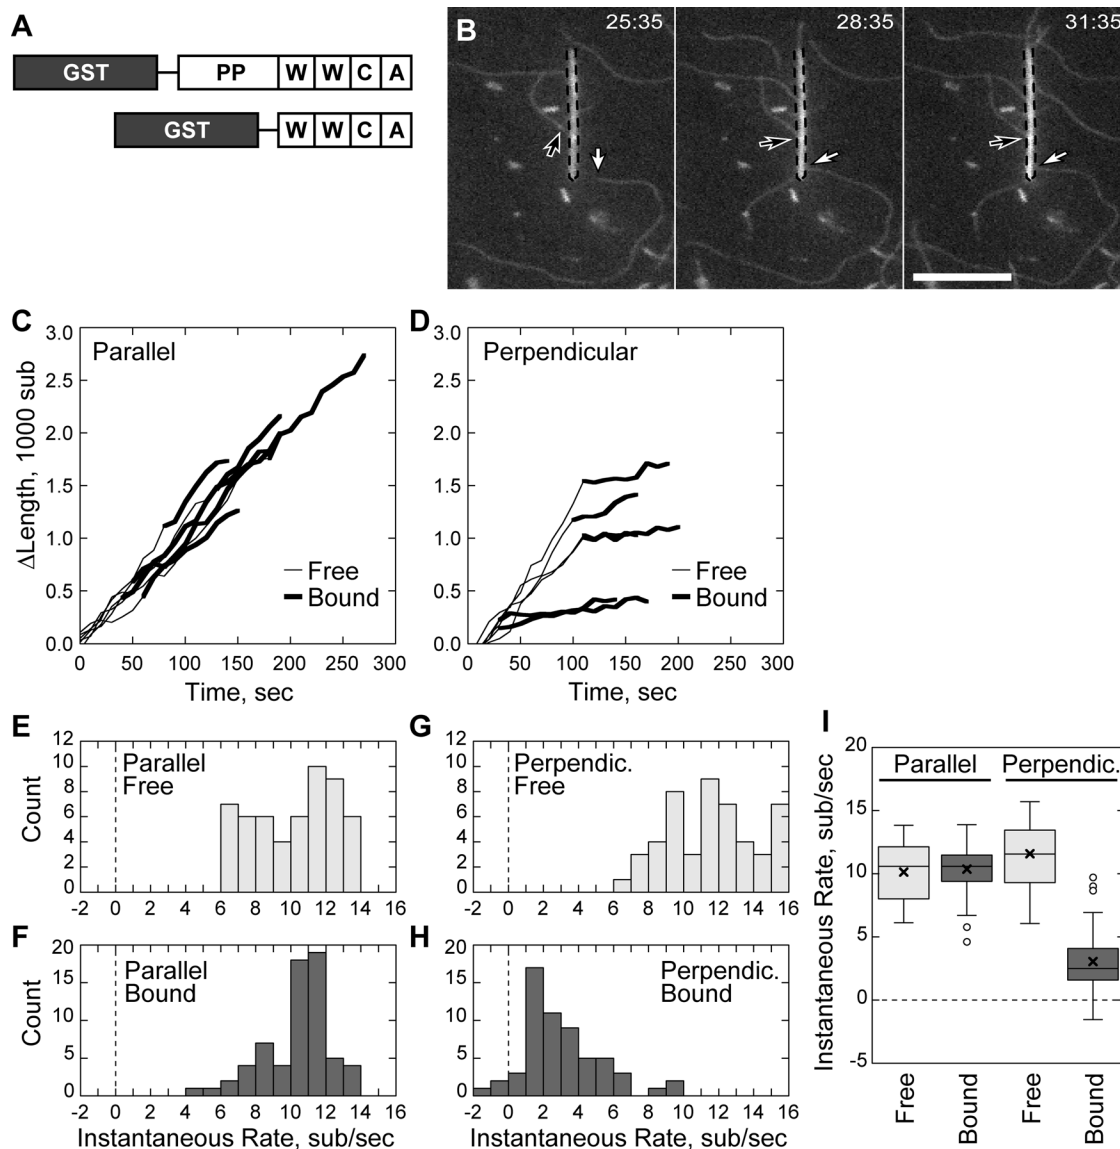 A
GST PP W W C A
GST W W C A
B
25:35 28:35 31:35
C
Parallel
3.0
2.5
2.0
1.5
1.0
0.5
0.0
ΔLength, 1000 sub
Free
Bound
0 50 100 150 200 250 300
Time, sec
D
Perpendicular
3.0
2.5
2.0
1.5
1.0
0.5
0.0
Free
Bound
50 100 150 200 250 300
Time, sec
E
Parallel
Free
12
10
8
6
4
2
0
Count
-2 0 2 4 6 8 10 12 14 16
G
Perpendic.
Free
12
10
8
6
4
2
0
-2 0 2 4 6 8 10 12 14 16
F
Parallel
Bound
20
15
10
5
0
Count
-2 0 2 4 6 8 10 12 14 16
Instantaneous Rate, sub/sec
H
Perpendic.
Bound
20
15
10
5
0
-2 0 2 4 6 8 10 12 14 16
Instantaneous Rate, sub/sec
I
Parallel Perpendic.
20
15
10
5
0
-5
Instantaneous Rate, sub/sec
Free
Bound
Free
Bound